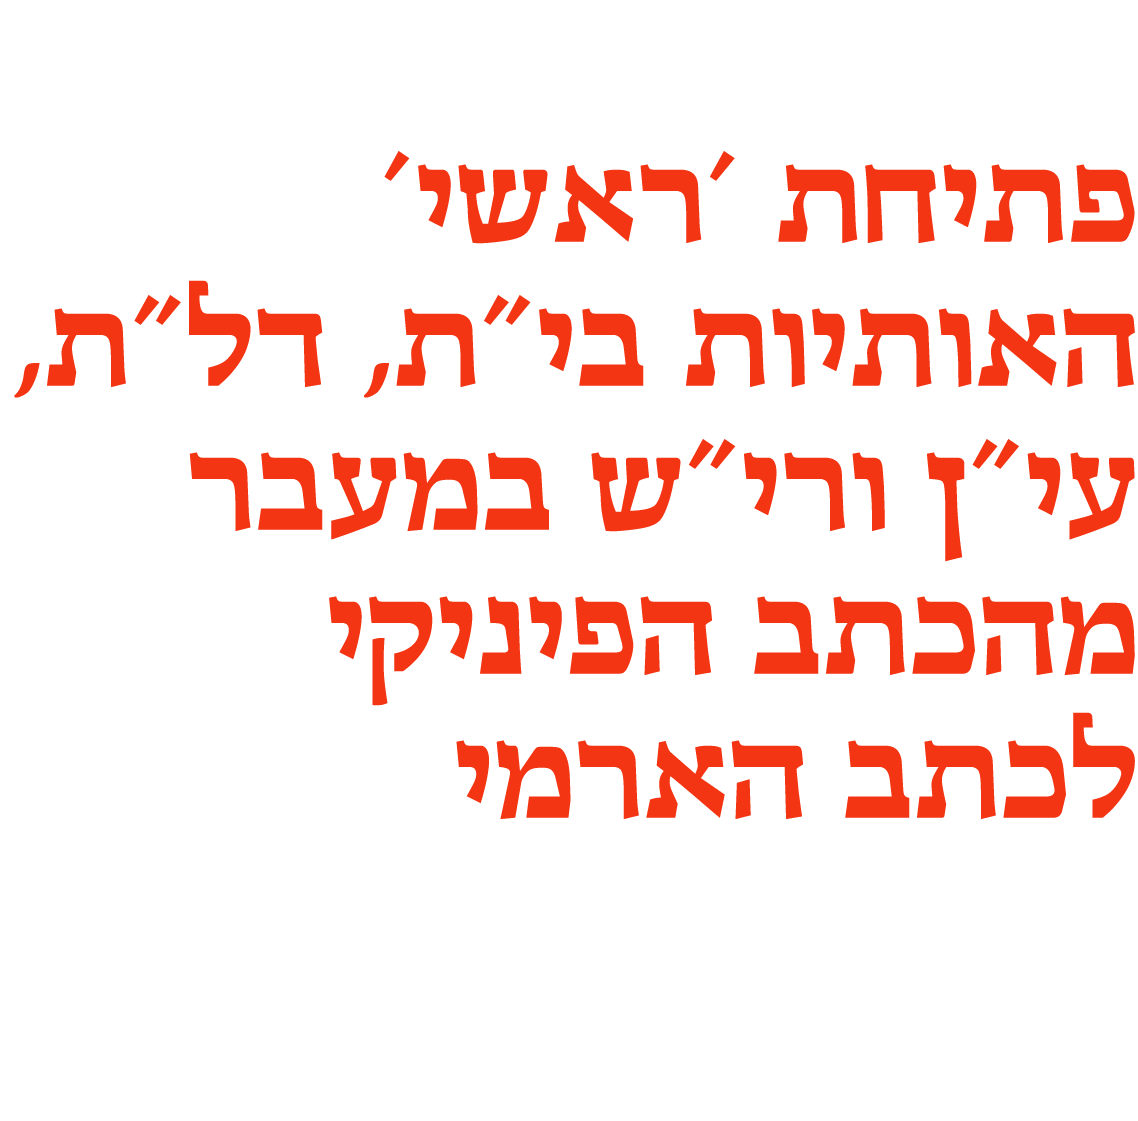 פתיחת ׳ראשי׳
האותיות בי״ת, דל״ת,
עי״ן ורי״ש במעבר
מהכתב הפיניקי
לכתב הארמי